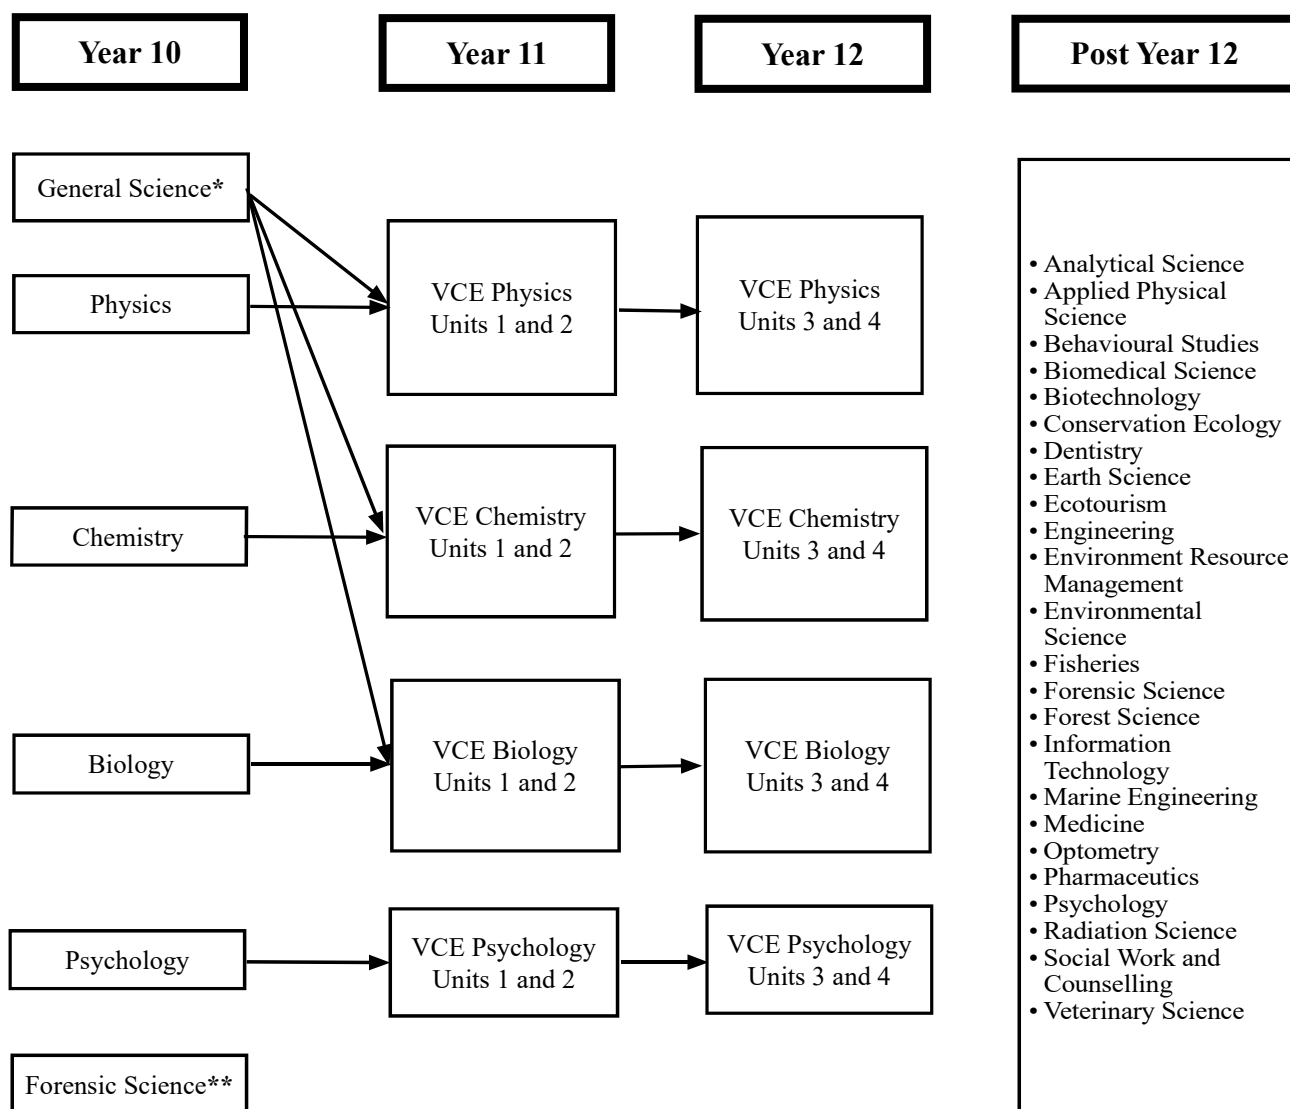 Year 10
Year 11
Year 12
Post Year 12
General Science*
Physics
Chemistry
Biology
Psychology
Forensic Science**
VCE Physics
Units 1 and 2
VCE Chemistry
Units 1 and 2
VCE Biology
Units 1 and 2
VCE Psychology
Units 1 and 2
VCE Physics
Units 3 and 4
VCE Chemistry
Units 3 and 4
VCE Biology
Units 3 and 4
VCE Psychology
Units 3 and 4
• Analytical Science
• Applied Physical
Science
• Behavioural Studies
• Biomedical Science
• Biotechnology
• Conservation Ecology
• Dentistry
• Earth Science
• Ecotourism
• Engineering
• Environment Resource
Management
• Environmental
Science
• Fisheries
• Forensic Science
• Forest Science
• Information
Technology
• Marine Engineering
• Medicine
• Optometry
• Pharmaceutics
• Psychology
• Radiation Science
• Social Work and
Counselling
• Veterinary Science